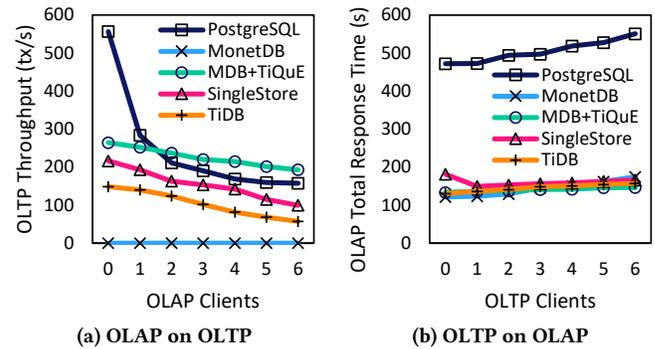 OLTP Throughput (tx/s)
600
500
400
300
200
100
0
PostgreSQL
MonetDB
MDB+TiQuE
SingleStore
TiDB
0 1 2 3 4 5 6
OLAP Clients
(a) OLAP on OLTP
OLAP Total Response Time (s)
600
500
400
300
200
100
0
PostgreSQL
MonetDB
MDB+TiQuE
SingleStore
TiDB
0 1 2 3 4 5 6
OLTP Clients
(b) OLTP on OLAP